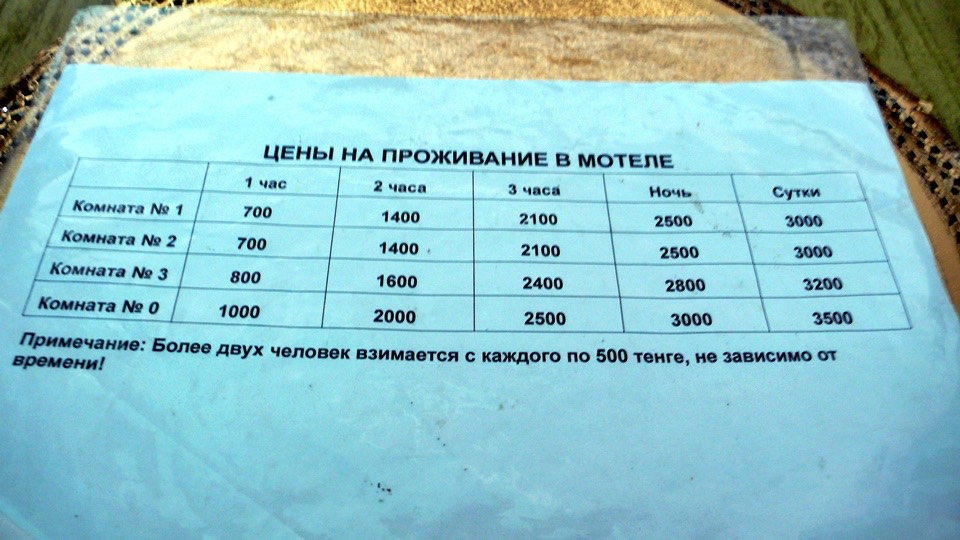 ЦЕНЫ НА ПРОЖИВАНИЕ В МОТЕЛЕ
1 час 2 часа 3 часа Ночь Сутки
Комната № 1 700 1400 2100 2500 3000
Комната № 2 700 1400 2100 2500 3000
Комната № 3 800 1600 2400 2800 3200
Комната № 0 1000 2000 2500 3000 3500
Примечание: Более двух человек взимается с каждого по 500 тенге, не зависимо от
времени!